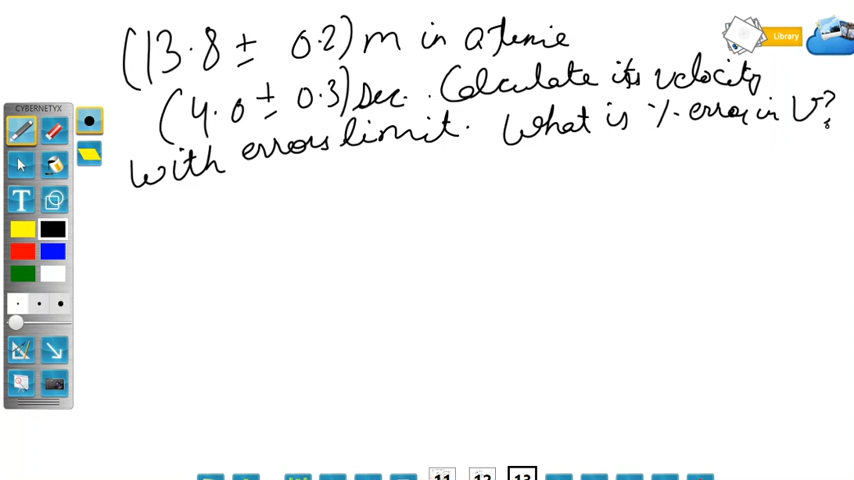 (13.8 ± 0.2) m in a time
(4.0 ± 0.3) sec. Calculate its velocity
with errors limit. What is % error in V?
Library
CYBERNETYX
T
11 12 13